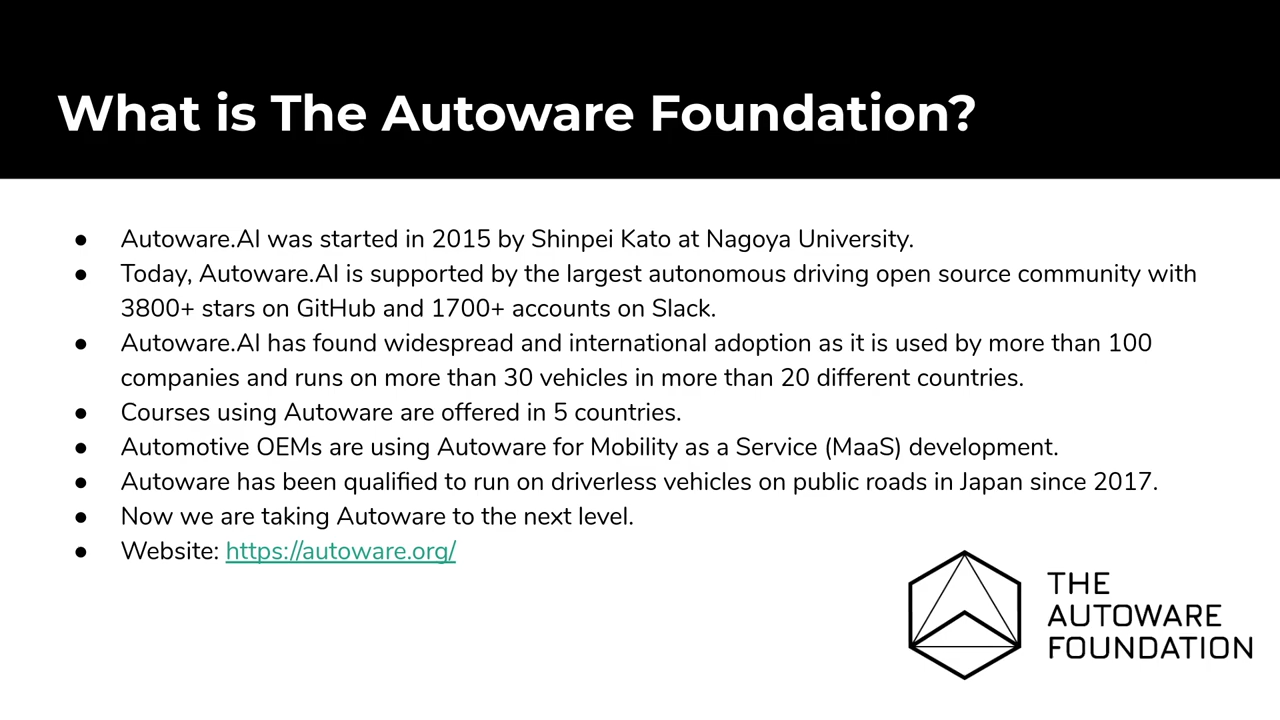 What is The Autoware Foundation?
● Autoware.AI was started in 2015 by Shinpei Kato at Nagoya University.
● Today, Autoware.AI is supported by the largest autonomous driving open source community with
3800+ stars on GitHub and 1700+ accounts on Slack.
● Autoware.AI has found widespread and international adoption as it is used by more than 100
companies and runs on more than 30 vehicles in more than 20 different countries.
● Courses using Autoware are offered in 5 countries.
● Automotive OEMs are using Autoware for Mobility as a Service (MaaS) development.
● Autoware has been qualified to run on driverless vehicles on public roads in Japan since 2017.
● Now we are taking Autoware to the next level.
● Website: https://autoware.org/
THE
AUTOWARE
FOUNDATION